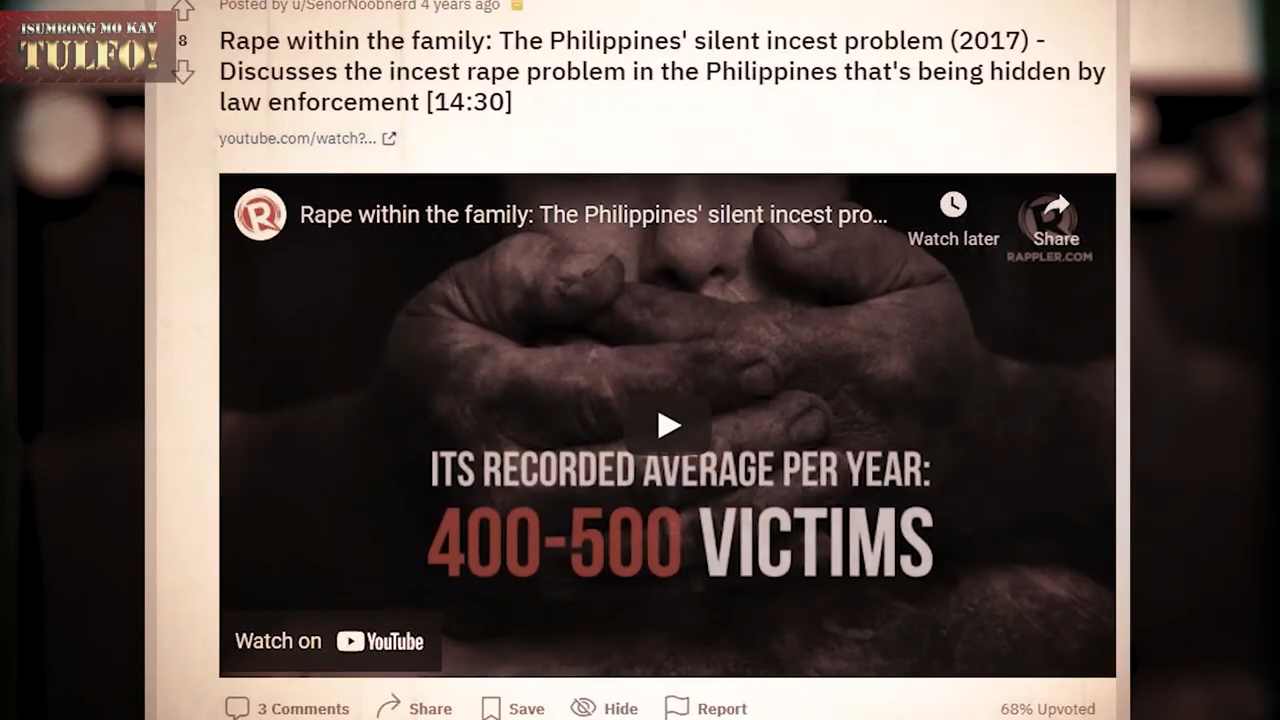 Posted by u/SenorNoobnerd 4 years ago
ISUMBONG MO KAY
TULFO!
8
Rape within the family: The Philippines' silent incest problem (2017) -
Discusses the incest rape problem in the Philippines that's being hidden by
law enforcement [14:30]
youtube.com/watch?...
R
Rape within the family: The Philippines' silent incest pro...
Watch later
Share
RAPPLER.COM
ITS RECORDED AVERAGE PER YEAR:
400-500 VICTIMS
Watch on YouTube
3 Comments Share Save Hide Report 68% Upvoted